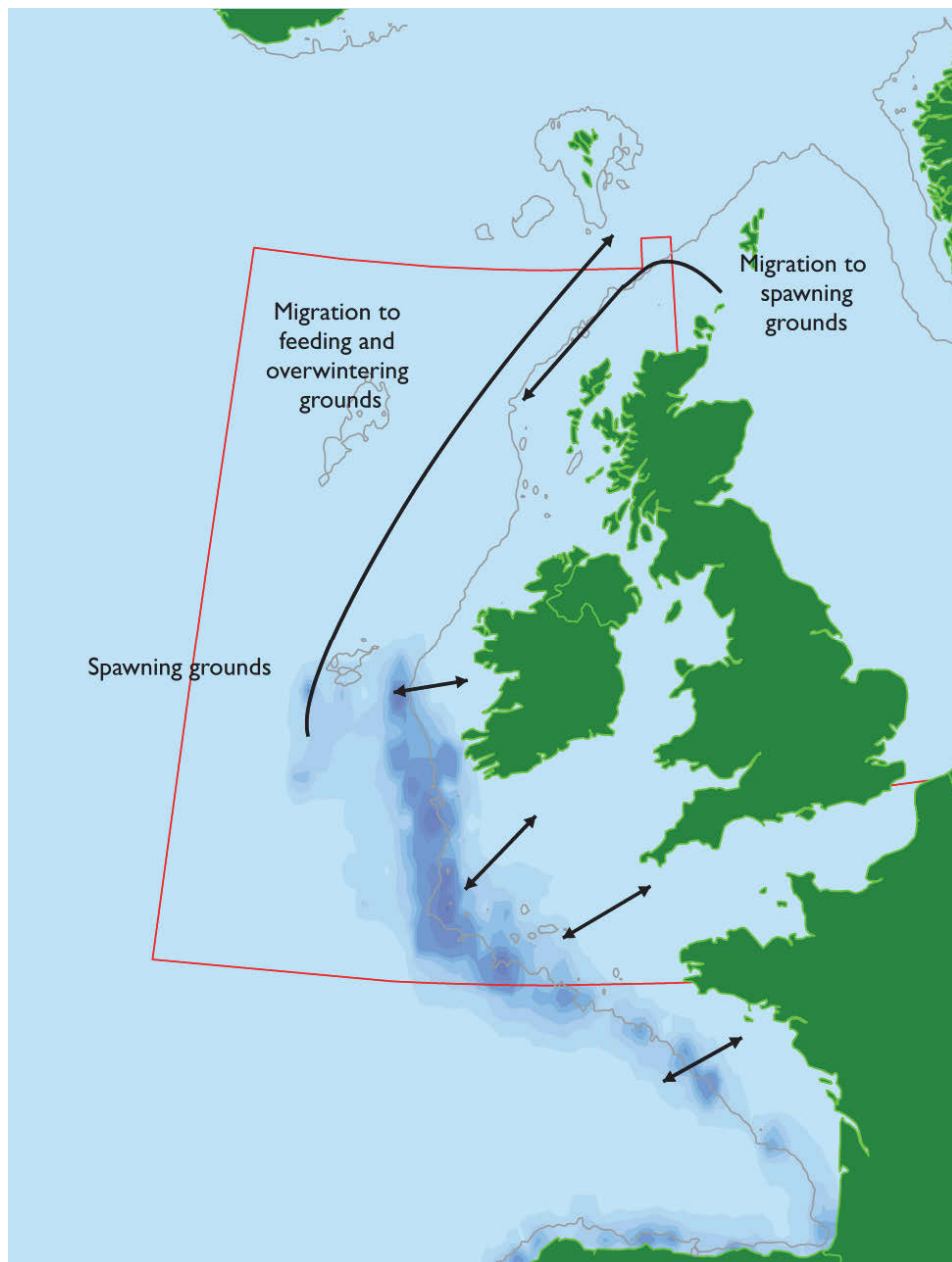 Migration to
spawning
grounds
Migration to
feeding and
overwintering
grounds
Spawning grounds